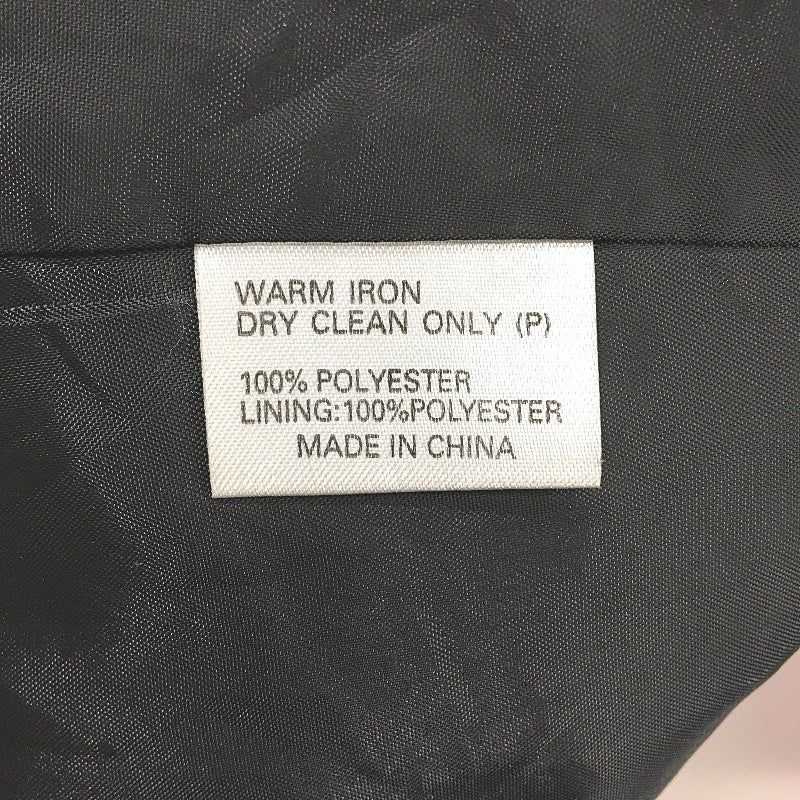 WARM IRON
DRY CLEAN ONLY (P)
100% POLYESTER
LINING:100%POLYESTER
MADE IN CHINA